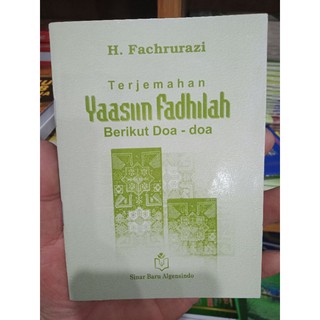 H. Fachrurazi
Terjemahan
Yaasiin Fadhilah
Berikut Doa - doa
Sinar Baru Algensindo